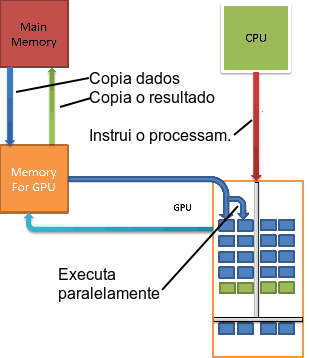 Main
Memory
CPU
Copia dados
Copia o resultado
Instrui o processam.
Memory
For GPU
GPU
Executa
paralelamente